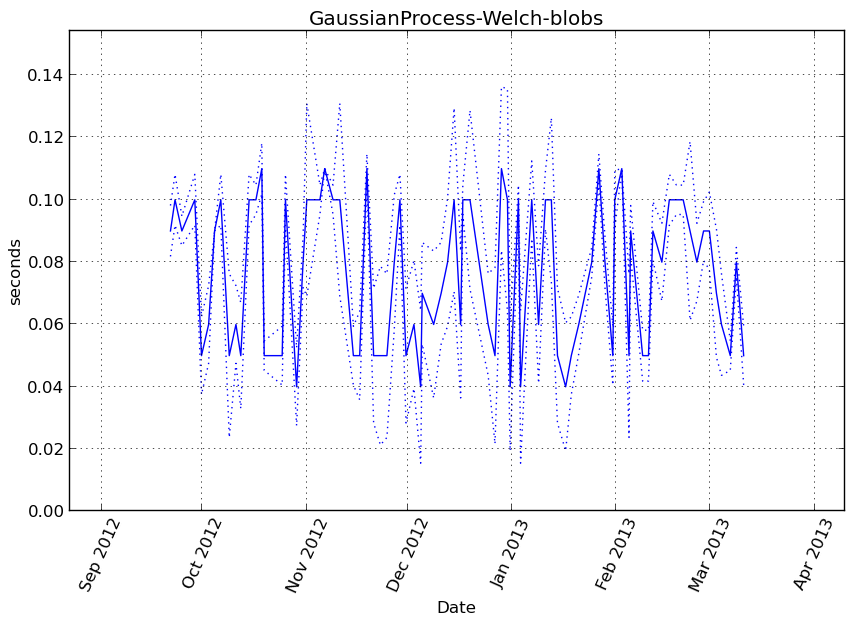 GaussianProcess-Welch-blobs
0.14
0.12
0.10
0.08
0.06
0.04
0.02
0.00
seconds
Sep 2012
Oct 2012
Nov 2012
Dec 2012
Jan 2013
Feb 2013
Mar 2013
Apr 2013
Date